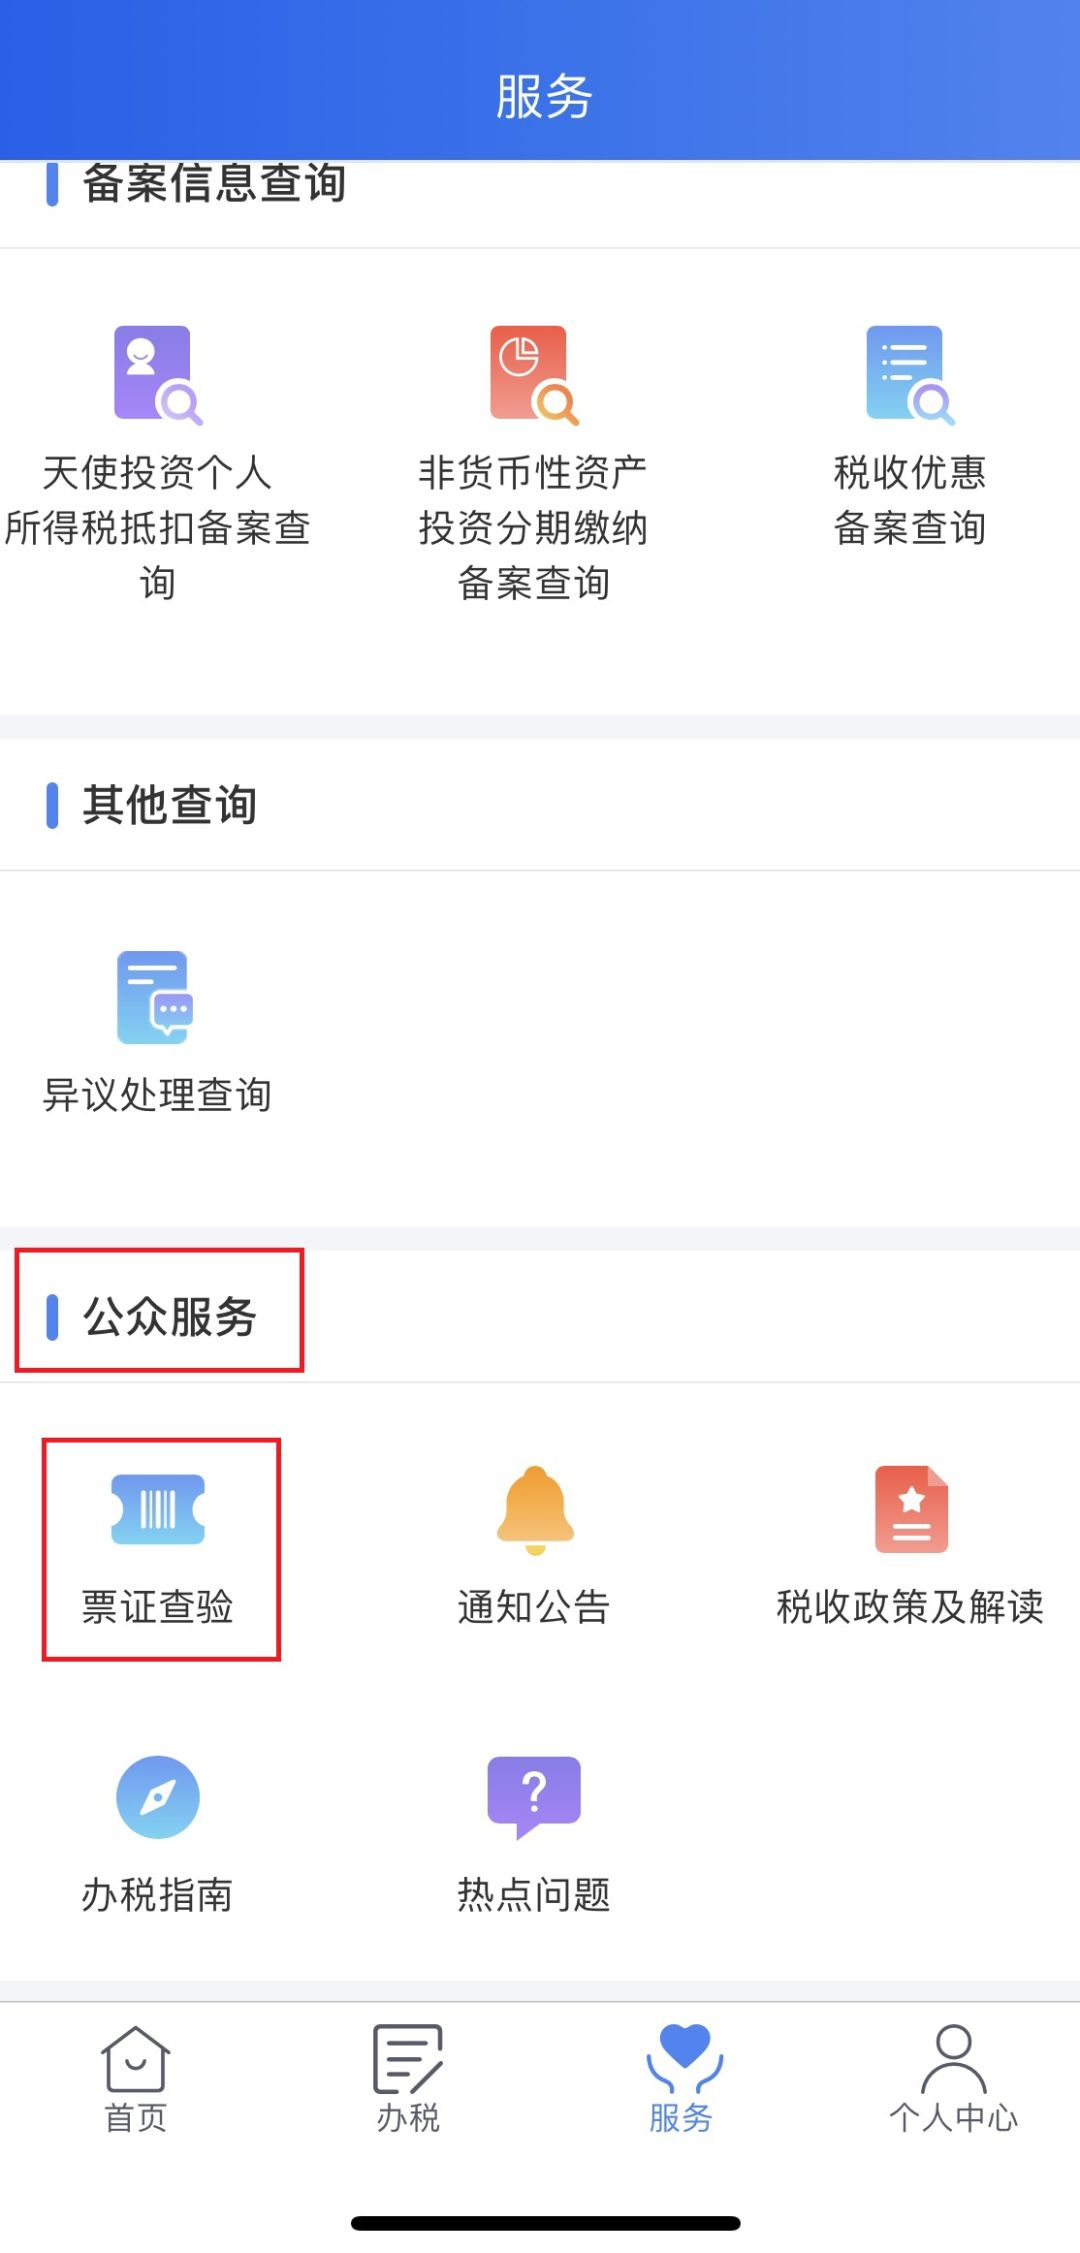 服务
备案信息查询
天使投资个人
所得税抵扣备案查
询
非货币性资产
投资分期缴纳
备案查询
税收优惠
备案查询
其他查询
异议处理查询
公众服务
票证查验
通知公告
税收政策及解读
办税指南
?
热点问题
首页
办税
服务
个人中心